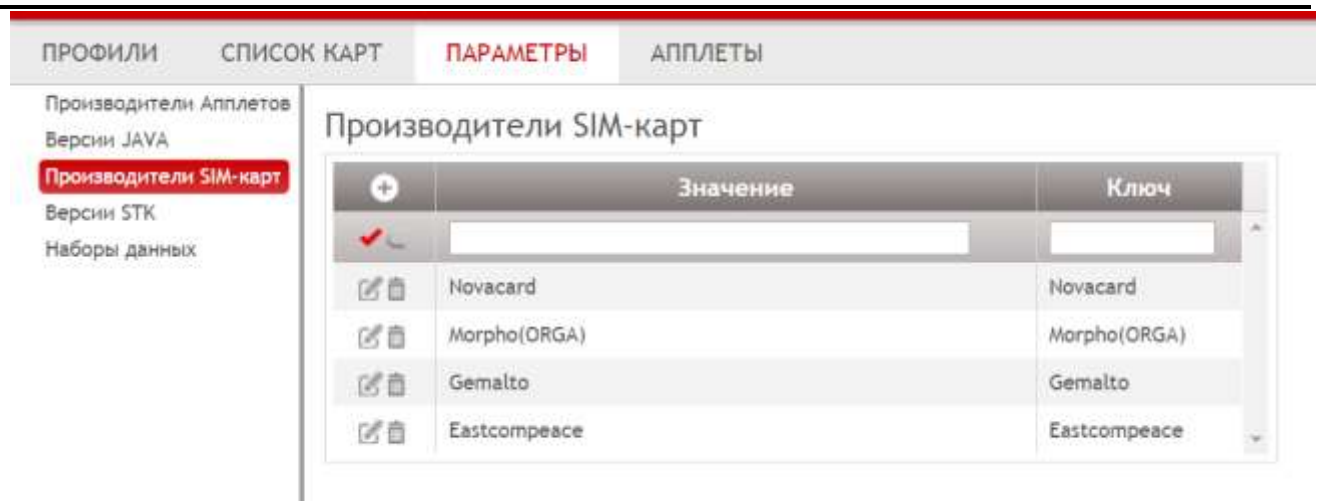 ПРОФИЛИ СПИСОК КАРТ ПАРАМЕТРЫ АППЛЕТЫ
Производители Апплетов
Версии JAVA
Производители SIM-карт
Версии STK
Наборы данных
Производители SIM-карт
Значение Ключ
Novacard Novacard
Morpho(ORGA) Morpho(ORGA)
Gemalto Gemalto
Eastcompeace Eastcompeace